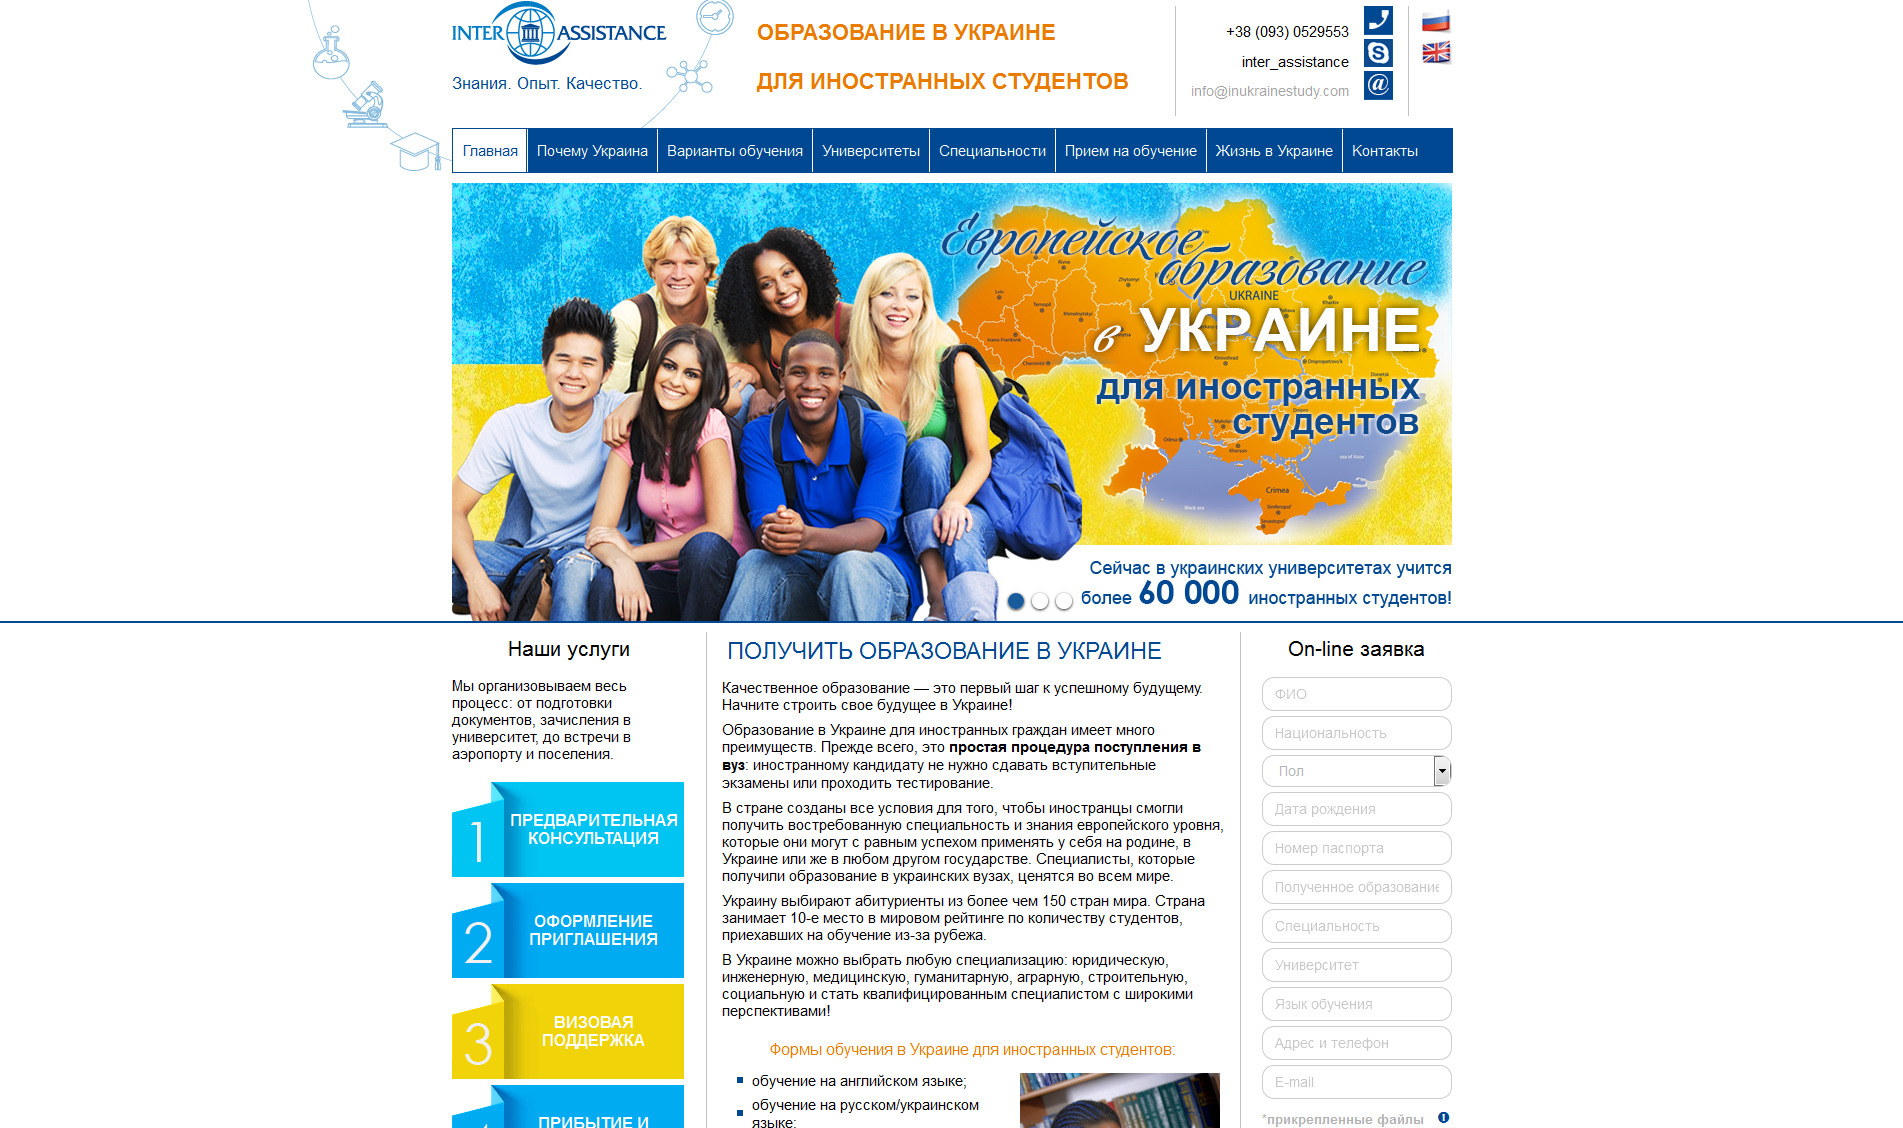 INTER ASSISTANCE
Знания. Опыт. Качество.
ОБРАЗОВАНИЕ В УКРАИНЕ
ДЛЯ ИНОСТРАННЫХ СТУДЕНТОВ
+38 (093) 0529553
inter_assistance
info@inukrainestudy.com
Главная
Почему Украина
Варианты обучения
Университеты
Специальности
Прием на обучение
Жизнь в Украине
Контакты
Европейское
образование
UKRAINE
в УКРАИНЕ
для иностранных
студентов
Crimea
Сейчас в украинских университетах учится
более 60 000 иностранных студентов!
Наши услуги
Мы организовываем весь
процесс: от подготовки
документов, зачисления в
университет, до встречи в
аэропорту и поселения.
1
ПРЕДВАРИТЕЛЬНАЯ
КОНСУЛЬТАЦИЯ
2
ОФОРМЛЕНИЕ
ПРИГЛАШЕНИЯ
3
ВИЗОВАЯ
ПОДДЕРЖКА
ПРИБЫТИЕ И
ПОЛУЧИТЬ ОБРАЗОВАНИЕ В УКРАИНЕ
Качественное образование — это первый шаг к успешному будущему.
Начните строить свое будущее в Украине!
Образование в Украине для иностранных граждан имеет много
преимуществ. Прежде всего, это простая процедура поступления в
вуз: иностранному кандидату не нужно сдавать вступительные
экзамены или проходить тестирование.
В стране созданы все условия для того, чтобы иностранцы смогли
получить востребованную специальность и знания европейского уровня,
которые они могут с равным успехом применять у себя на родине, в
Украине или же в любом другом государстве. Специалисты, которые
получили образование в украинских вузах, ценятся во всем мире.
Украину выбирают абитуриенты из более чем 150 стран мира. Страна
занимает 10-е место в мировом рейтинге по количеству студентов,
приехавших на обучение из-за рубежа.
В Украине можно выбрать любую специализацию: юридическую,
инженерную, медицинскую, гуманитарную, аграрную, строительную,
социальную и стать квалифицированным специалистом с широкими
перспективами!
Формы обучения в Украине для иностранных студентов:
обучение на английском языке;
обучение на русском/украинском
языке;
On-line заявка
ФИО
Национальность
Пол
Дата рождения
Номер паспорта
Полученное образование
Специальность
Университет
Язык обучения
Адрес и телефон
E-mail
*прикрепленные файлы